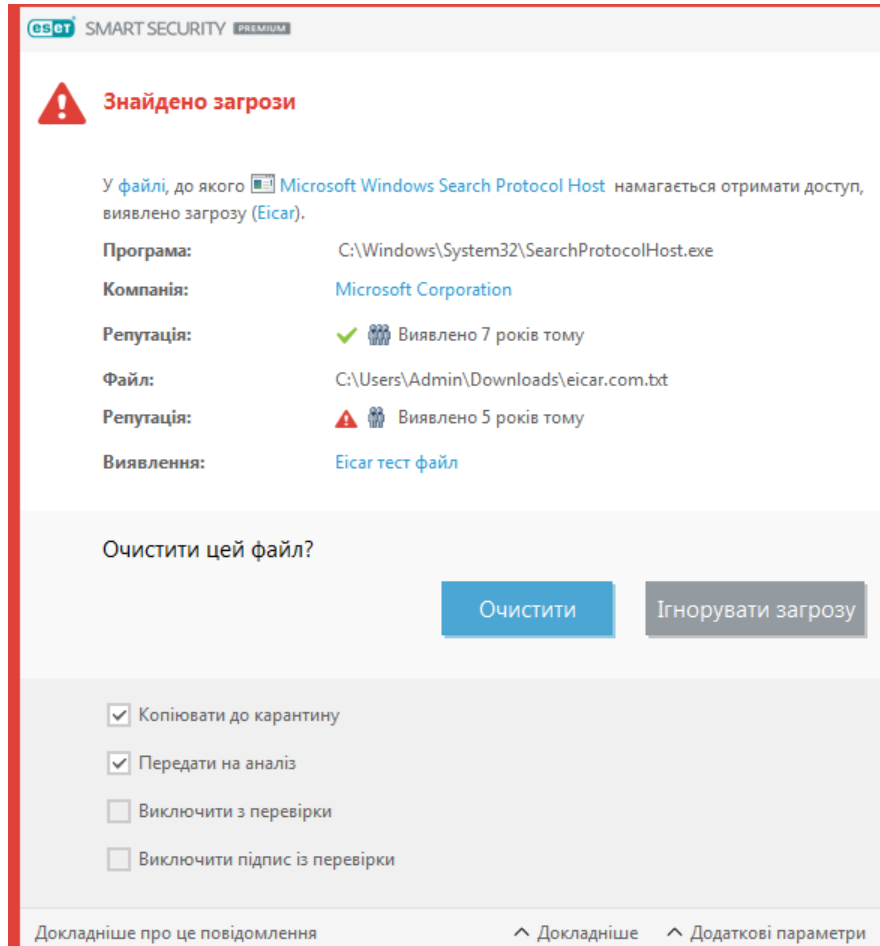 eset SMART SECURITY PREMIUM
Знайдено загрози
У файлі, до якого Microsoft Windows Search Protocol Host намагається отримати доступ,
виявлено загрозу (Eicar).
Програма: C:\Windows\System32\SearchProtocolHost.exe
Компанія: Microsoft Corporation
Репутація: Виявлено 7 років тому
Файл: C:\Users\Admin\Downloads\eicar.com.txt
Репутація: Виявлено 5 років тому
Виявлення: Eicar тест файл
Очистити цей файл?
Очистити Ігнорувати загрозу
Копіювати до карантину
Передати на аналіз
Виключити з перевірки
Виключити підпис із перевірки
Докладніше про це повідомлення Докладніше Додаткові параметри